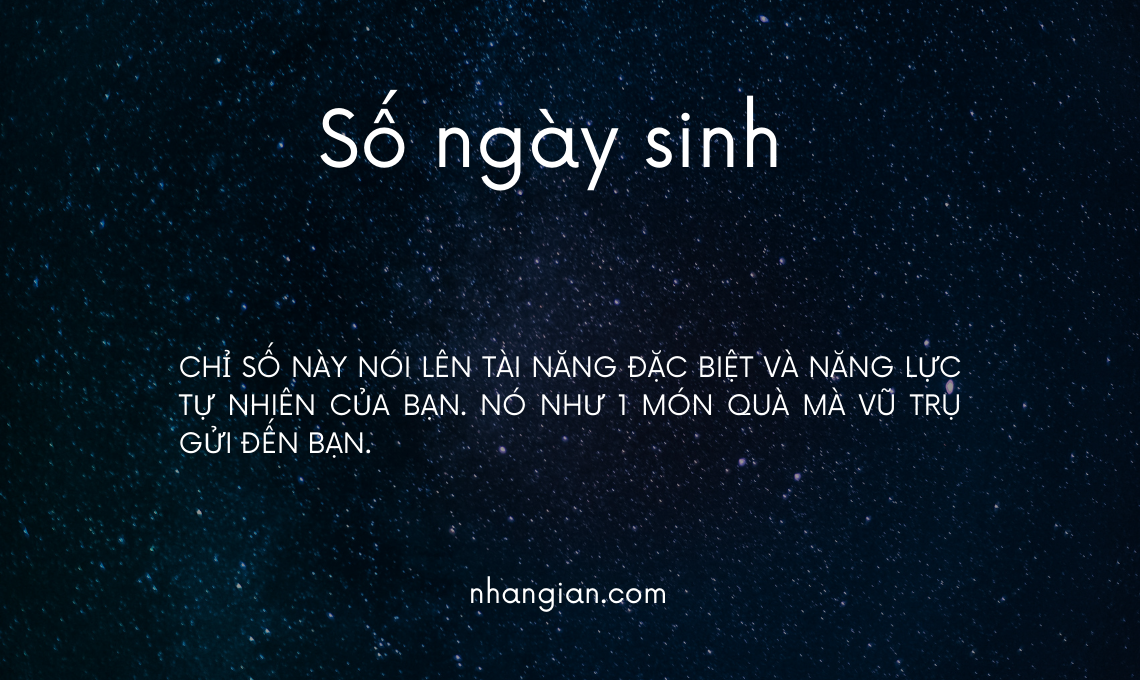 Số ngày sinh
CHỈ SỐ NÀY NÓI LÊN TÀI NĂNG ĐẶC BIỆT VÀ NĂNG LỰC
TỰ NHIÊN CỦA BẠN. NÓ NHƯ 1 MÓN QUÀ MÀ VŨ TRỤ
GỬI ĐẾN BẠN.
nhangian.com